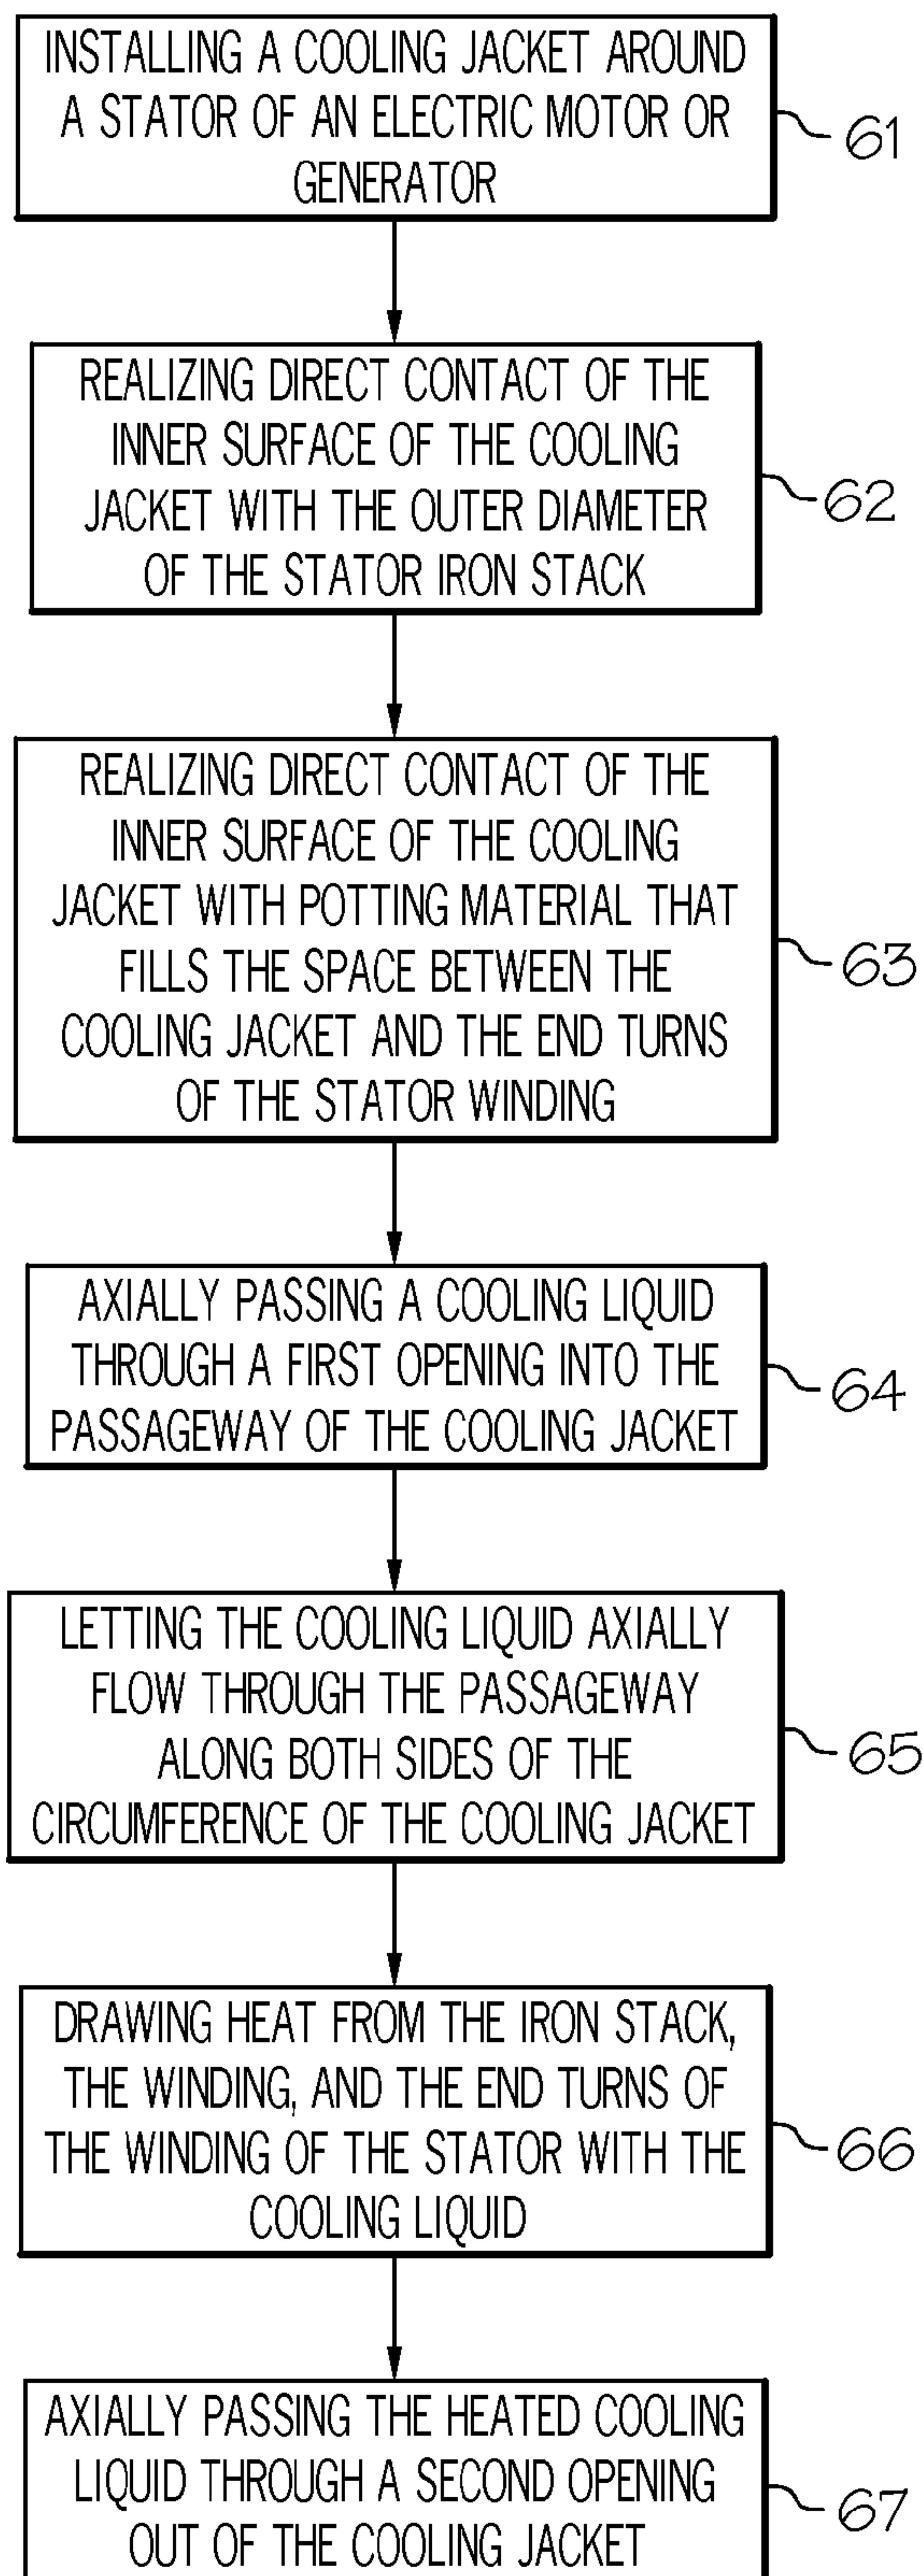 INSTALLING A COOLING JACKET AROUND
A STATOR OF AN ELECTRIC MOTOR OR
GENERATOR
61
REALIZING DIRECT CONTACT OF THE
INNER SURFACE OF THE COOLING
JACKET WITH THE OUTER DIAMETER
OF THE STATOR IRON STACK
62
REALIZING DIRECT CONTACT OF THE
INNER SURFACE OF THE COOLING
JACKET WITH POTTING MATERIAL THAT
FILLS THE SPACE BETWEEN THE
COOLING JACKET AND THE END TURNS
OF THE STATOR WINDING
63
AXIALLY PASSING A COOLING LIQUID
THROUGH A FIRST OPENING INTO THE
PASSAGEWAY OF THE COOLING JACKET
64
LETTING THE COOLING LIQUID AXIALLY
FLOW THROUGH THE PASSAGEWAY
ALONG BOTH SIDES OF THE
CIRCUMFERENCE OF THE COOLING JACKET
65
DRAWING HEAT FROM THE IRON STACK,
THE WINDING, AND THE END TURNS OF
THE WINDING OF THE STATOR WITH THE
COOLING LIQUID
66
AXIALLY PASSING THE HEATED COOLING
LIQUID THROUGH A SECOND OPENING
OUT OF THE COOLING JACKET
67